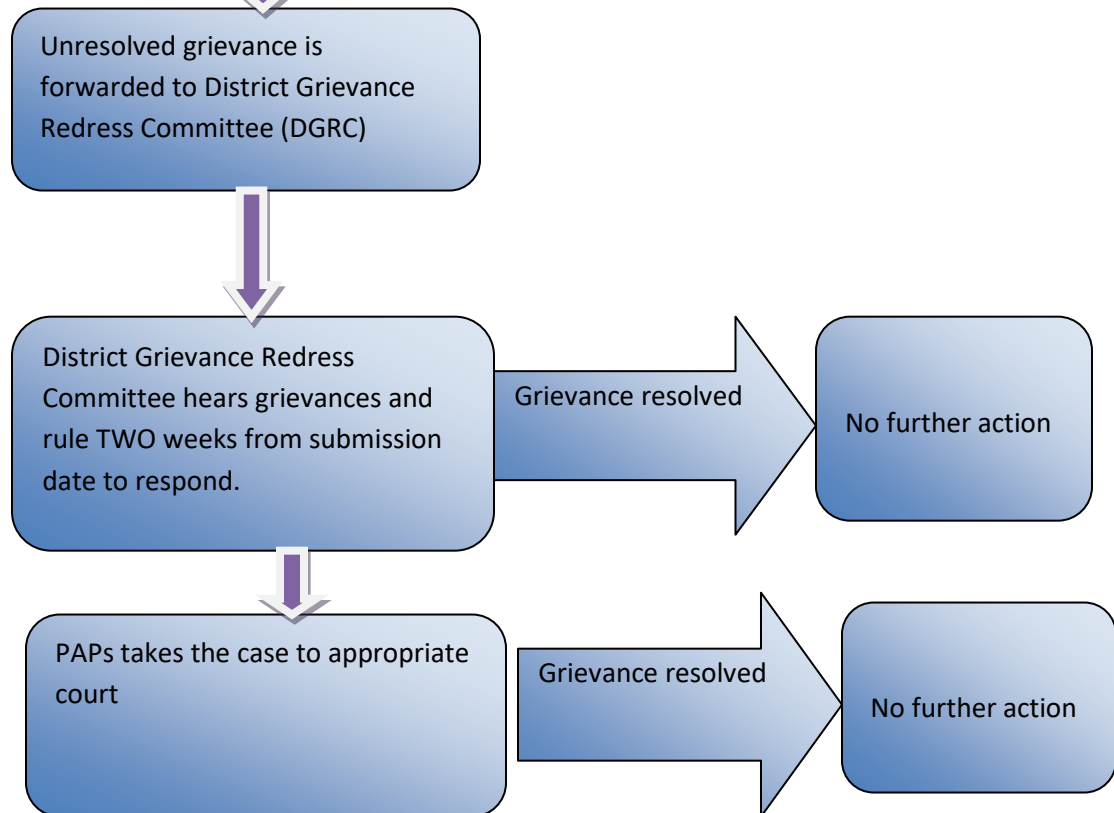 Unresolved grievance is
forwarded to District Grievance
Redress Committee (DGRC)
District Grievance Redress
Committee hears grievances and
rule TWO weeks from submission
date to respond.
Grievance resolved
No further action
PAPs takes the case to appropriate
court
Grievance resolved
No further action